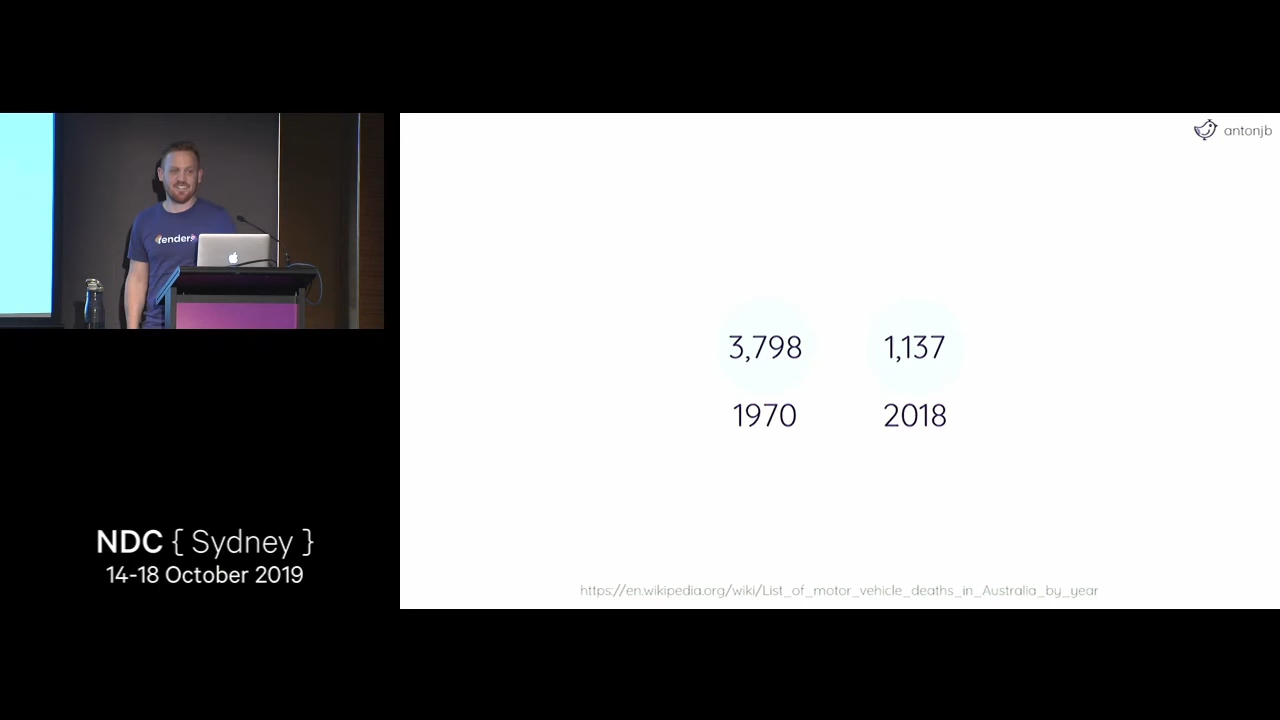 antonjb
fenders
3,798 1,137
1970 2018
NDC { Sydney }
14-18 October 2019
https://en.wikipedia.org/wiki/List_of_motor_vehicle_deaths_in_Australia_by_year